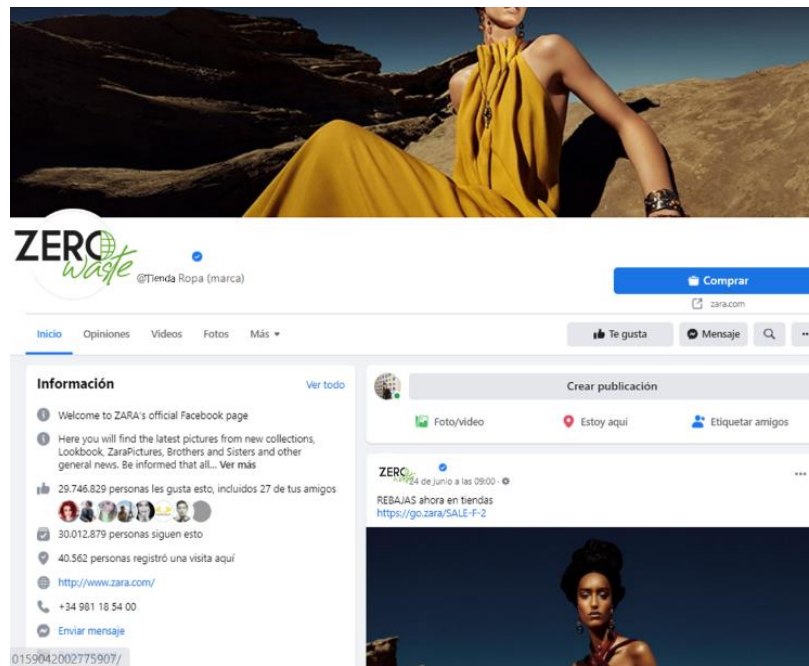 ZERO
waste
@Tienda Ropa (marca)
Comprar
zara.com
Inicio Opiniones Videos Fotos Más
Te gusta Mensaje
Información Ver todo
Welcome to ZARA's official Facebook page
Here you will find the latest pictures from new collections,
Lookbook, ZaraPictures, Brothers and Sisters and other
general news. Be informed that all... Ver más
29.746.829 personas les gusta esto, incluidos 27 de tus amigos
30.012.879 personas siguen esto
40.562 personas registró una visita aquí
http://www.zara.com/
+34 981 18 54 00
Enviar mensaje
0159042002775907/
Crear publicación
Foto/video Estoy aquí Etiquetar amigos
ZERO
24 de junio a las 09:00 ·
REBAJAS ahora en tiendas
https://go.zara/SALE-F-2